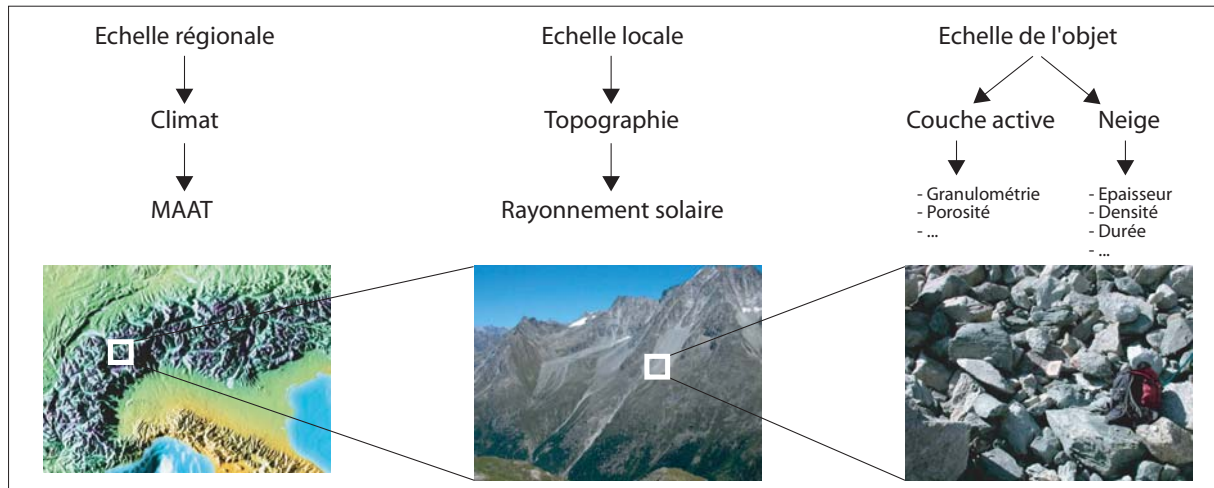 Echelle régionale
Climat
MAAT
Echelle locale
Topographie
Rayonnement solaire
Echelle de l'objet
Couche active
- Granulométrie
- Porosité
- ...
Neige
- Epaisseur
- Densité
- Durée
- ...